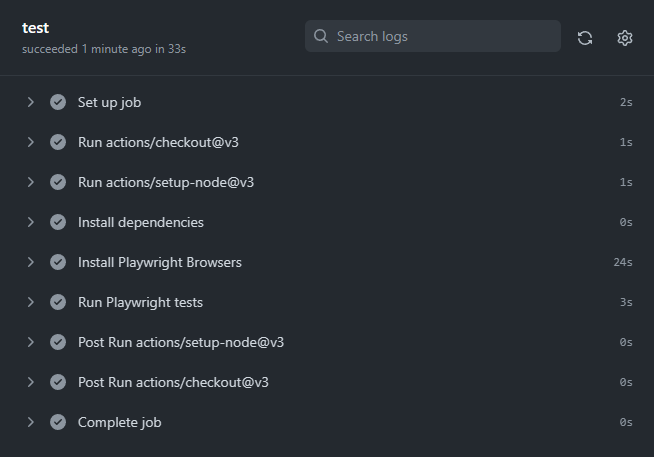 test
succeeded 1 minute ago in 33s
Search logs
Set up job 2s
Run actions/checkout@v3 1s
Run actions/setup-node@v3 1s
Install dependencies 0s
Install Playwright Browsers 24s
Run Playwright tests 3s
Post Run actions/setup-node@v3 0s
Post Run actions/checkout@v3 0s
Complete job 0s